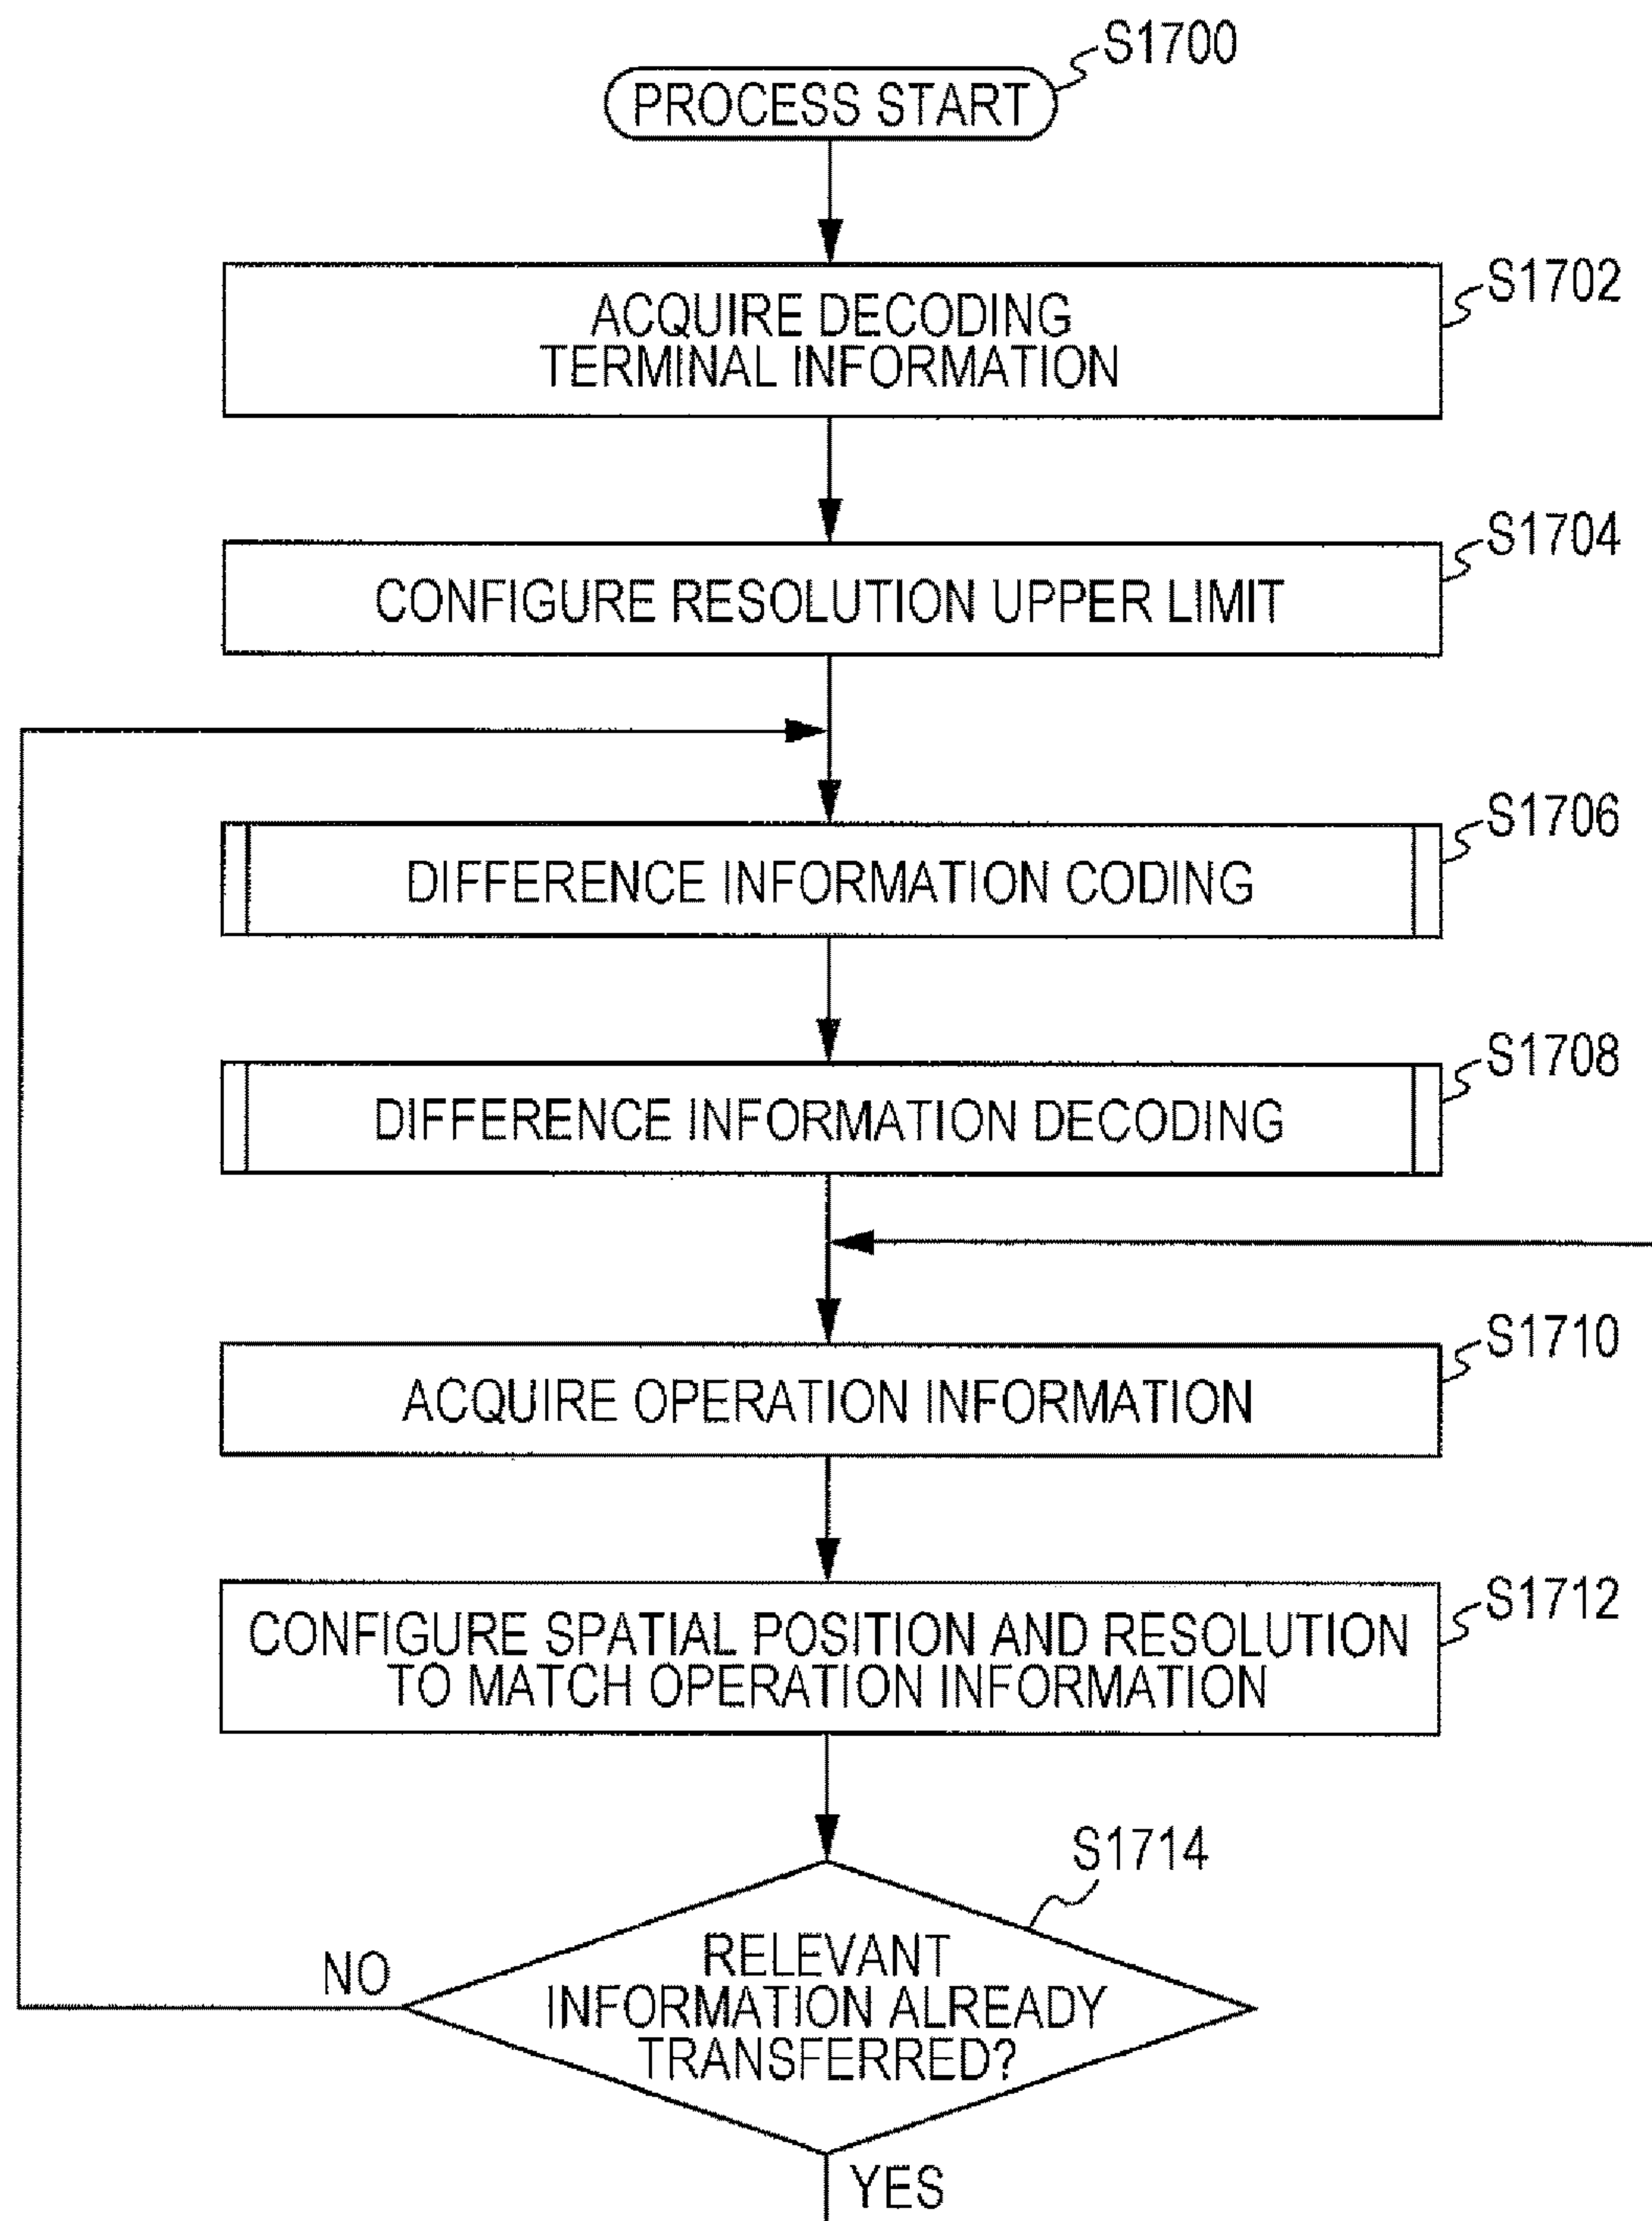 S1700
PROCESS START
S1702
ACQUIRE DECODING
TERMINAL INFORMATION
S1704
CONFIGURE RESOLUTION UPPER LIMIT
S1706
DIFFERENCE INFORMATION CODING
S1708
DIFFERENCE INFORMATION DECODING
S1710
ACQUIRE OPERATION INFORMATION
S1712
CONFIGURE SPATIAL POSITION AND RESOLUTION
TO MATCH OPERATION INFORMATION
S1714
RELEVANT
INFORMATION ALREADY
TRANSFERRED?
NO
YES